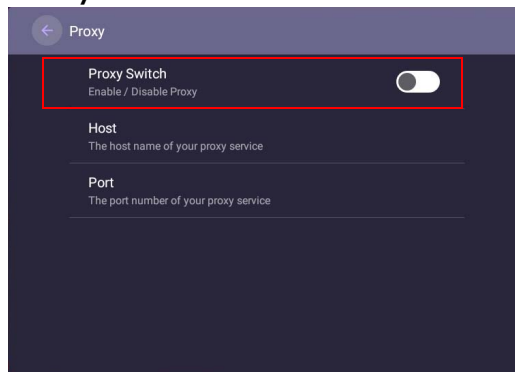 Proxy
Proxy Switch
Enable / Disable Proxy
Host
The host name of your proxy service
Port
The port number of your proxy service